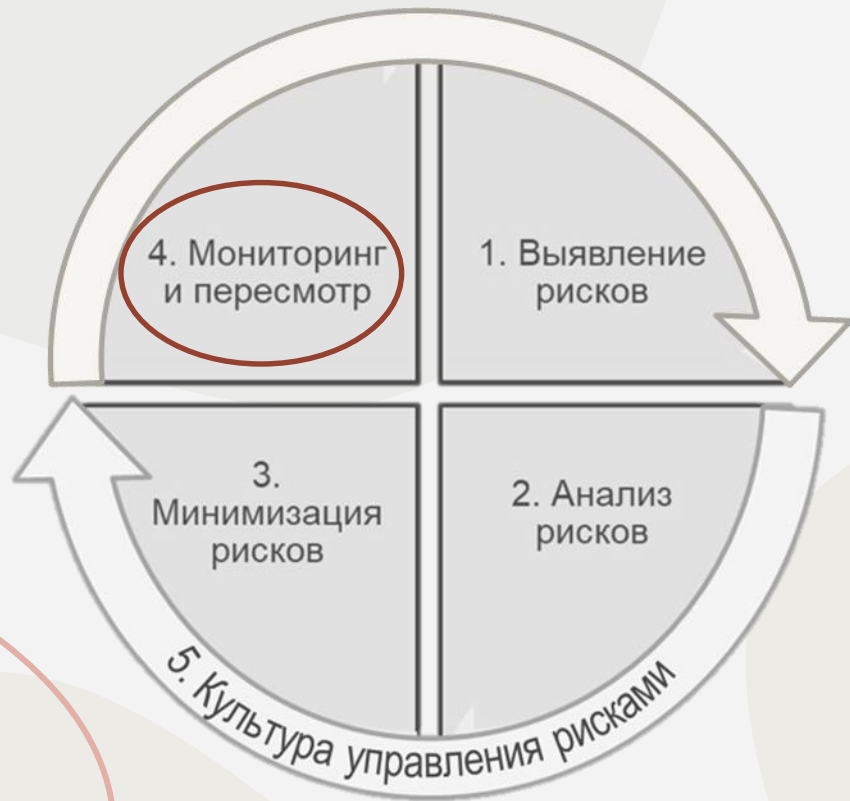 4. Мониторинг
и пересмотр
1. Выявление
рисков
3.
Минимизация
рисков
2. Анализ
рисков
5. Культура управления рисками